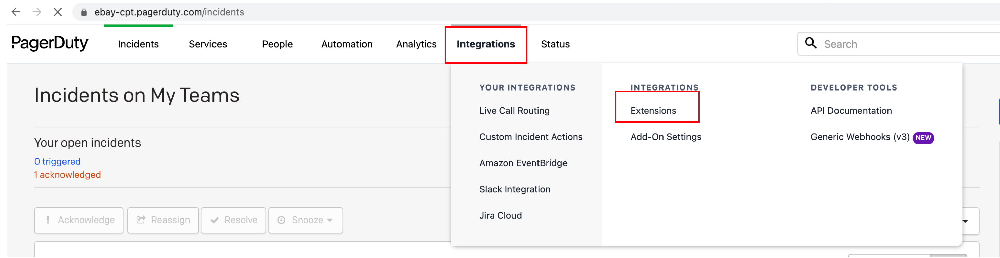 ebay-cpt.pagerduty.com/incidents
PagerDuty Incidents Services People Automation Analytics Integrations Status Search
Incidents on My Teams
Your open incidents
0 triggered
1 acknowledged
Acknowledge Reassign Resolve Snooze
YOUR INTEGRATIONS
Live Call Routing
Custom Incident Actions
Amazon EventBridge
Slack Integration
Jira Cloud
INTEGRATIONS
Extensions
Add-On Settings
DEVELOPER TOOLS
API Documentation
Generic Webhooks (v3) NEW